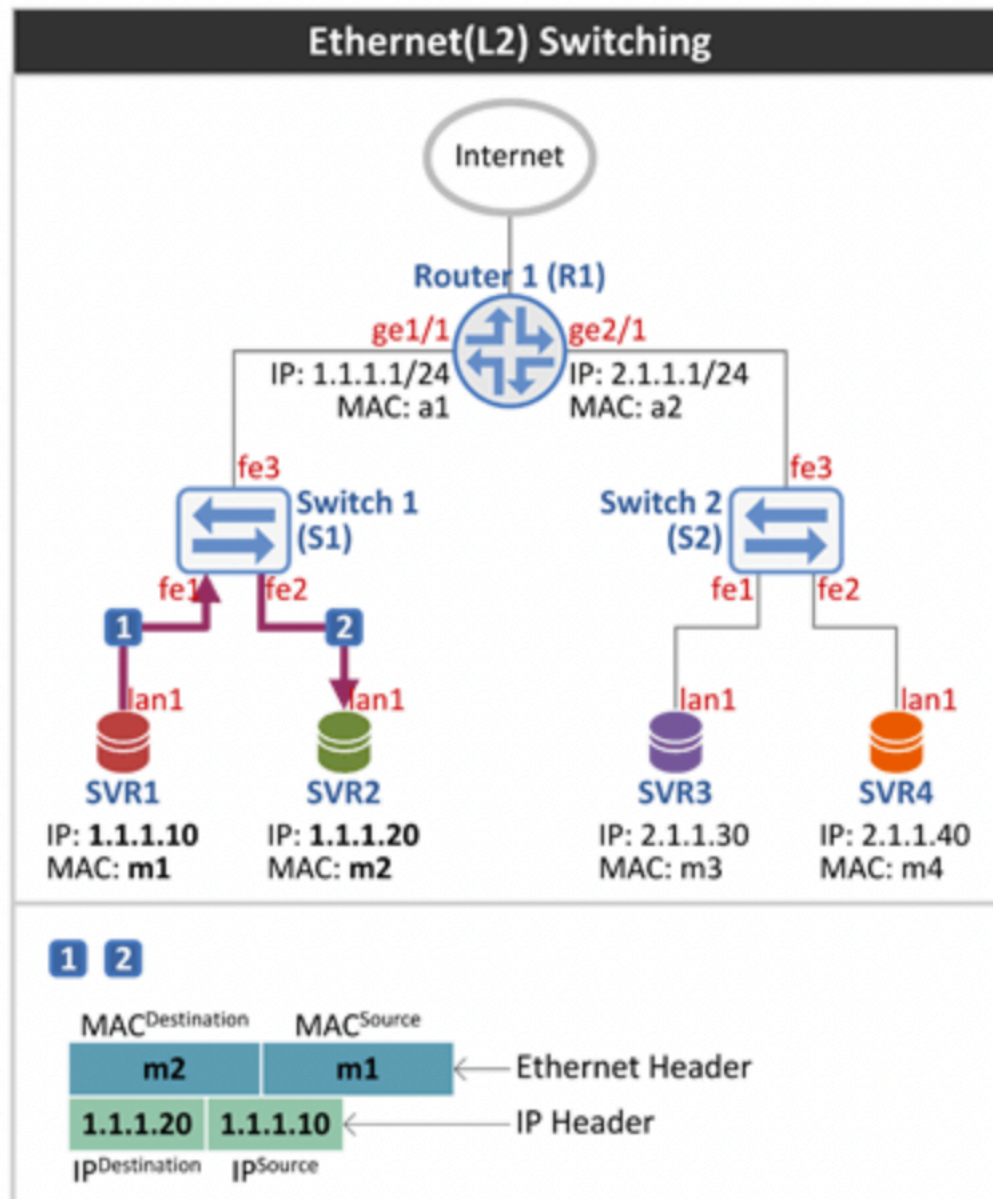 Ethernet(L2) Switching
Internet
Router 1 (R1)
ge1/1
ge2/1
IP: 1.1.1.1/24
MAC: a1
IP: 2.1.1.1/24
MAC: a2
fe3
fe3
Switch 1
(S1)
Switch 2
(S2)
fe1
fe2
fe1
fe2
1
2
lan1
lan1
lan1
lan1
SVR1
SVR2
SVR3
SVR4
IP: 1.1.1.10
MAC: m1
IP: 1.1.1.20
MAC: m2
IP: 2.1.1.30
MAC: m3
IP: 2.1.1.40
MAC: m4
1 2
MACDestination
MACSource
m2
m1
Ethernet Header
1.1.1.20
1.1.1.10
IP Header
IPDestination
IPSource